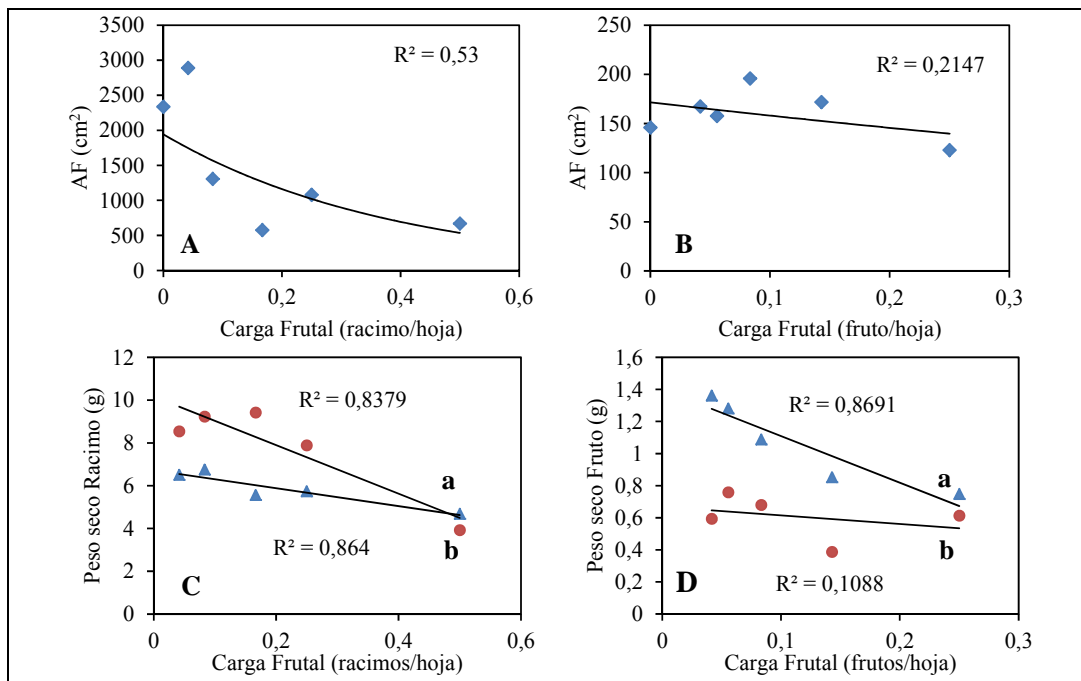 3500
3000
2500
2000
1500
1000
500
0
AF (cm²)
R² = 0,53
A
0 0,2 0,4 0,6
Carga Frutal (racimo/hoja)
250
200
150
100
50
0
AF (cm²)
R² = 0,2147
B
0 0,1 0,2 0,3
Carga Frutal (fruto/hoja)
12
10
8
6
4
2
0
Peso seco Racimo (g)
R² = 0,8379
a
b
R² = 0,864
C
0 0,2 0,4 0,6
Carga Frutal (racimos/hoja)
1,6
1,4
1,2
1
0,8
0,6
0,4
0,2
0
Peso seco Fruto (g)
R² = 0,8691
a
b
R² = 0,1088
D
0 0,1 0,2 0,3
Carga Frutal (frutos/hoja)